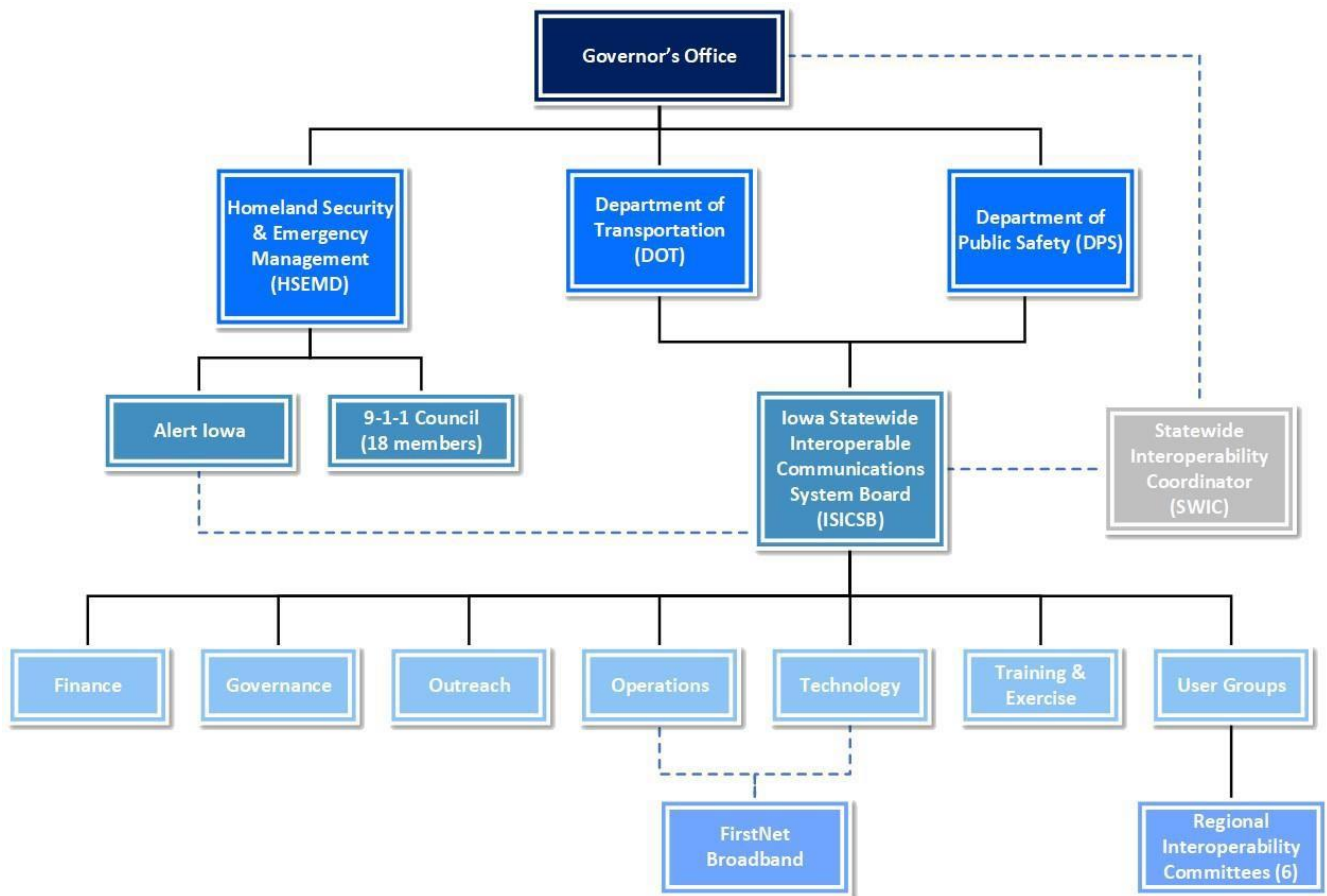 Governor's Office
Homeland Security
& Emergency
Management
(HSEMD)
Department of
Transportation
(DOT)
Department of
Public Safety (DPS)
Alert Iowa
9-1-1 Council
(18 members)
Iowa Statewide
Interoperable
Communications
System Board
(ISICSB)
Statewide
Interoperability
Coordinator
(SWIC)
Finance
Governance
Outreach
Operations
Technology
Training &
Exercise
User Groups
FirstNet
Broadband
Regional
Interoperability
Committees (6)